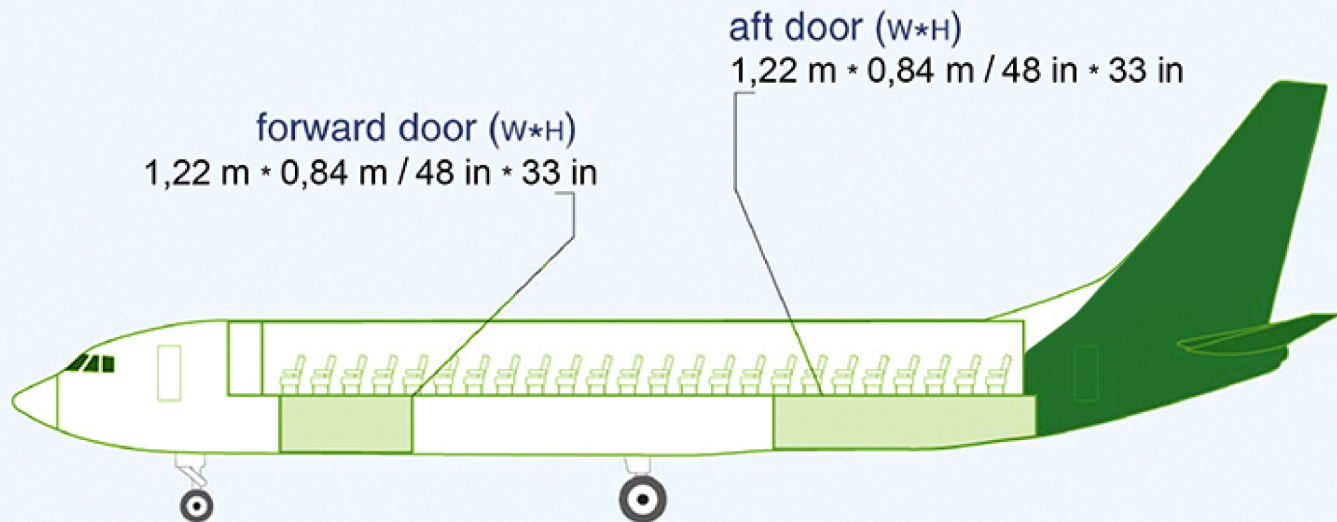 aft door (W*H)
1,22 m * 0,84 m / 48 in * 33 in
forward door (W*H)
1,22 m * 0,84 m / 48 in * 33 in